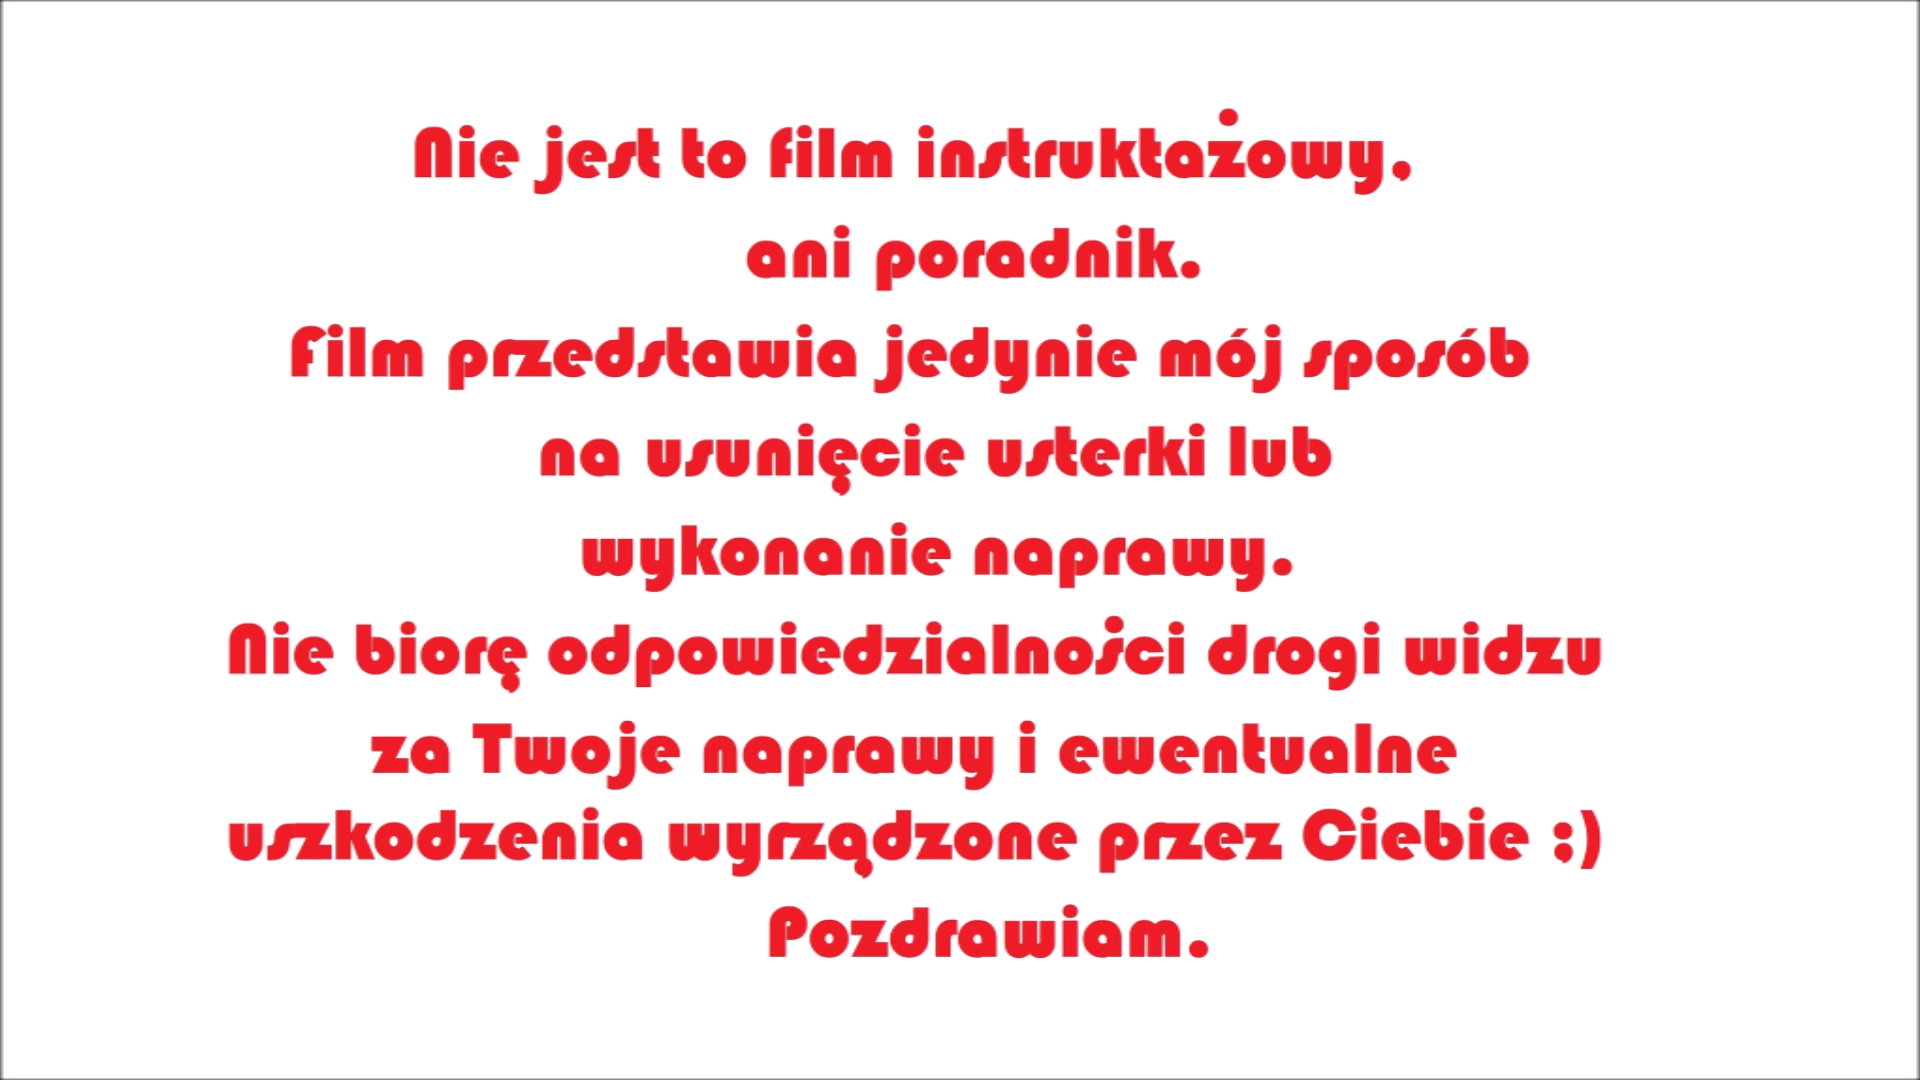 Nie jest to film instruktażowy,
ani poradnik.
Film przedstawia jedynie mój sposób
na usunięcie usterki lub
wykonanie naprawy.
Nie biorę odpowiedzialności drogi widzu
za Twoje naprawy i ewentualne
uszkodzenia wyrządzone przez Ciebie ;)
Pozdrawiam.